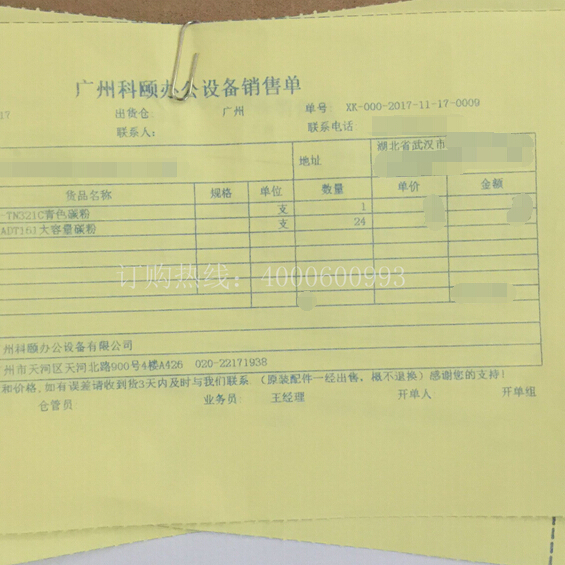 广州科颐办公设备销售单
17 出货仓: 广州 单号: XK-000-2017-11-17-0009
联系人: 联系电话
地址 湖北省武汉市
货品名称 规格 单位 数量 单价 金额
-TN321C青色碳粉 支 1
ADT161大容量碳粉 支 24
订购热线: 4000600993
州科颐办公设备有限公司
州市天河区天河北路900号4楼A426 020-22171938
和价格,如有误差请收到货3天内及时与我们联系 (原装配件一经出售,概不退换)感谢您的支持!
仓管员 业务员: 王经理 开单人 开单组